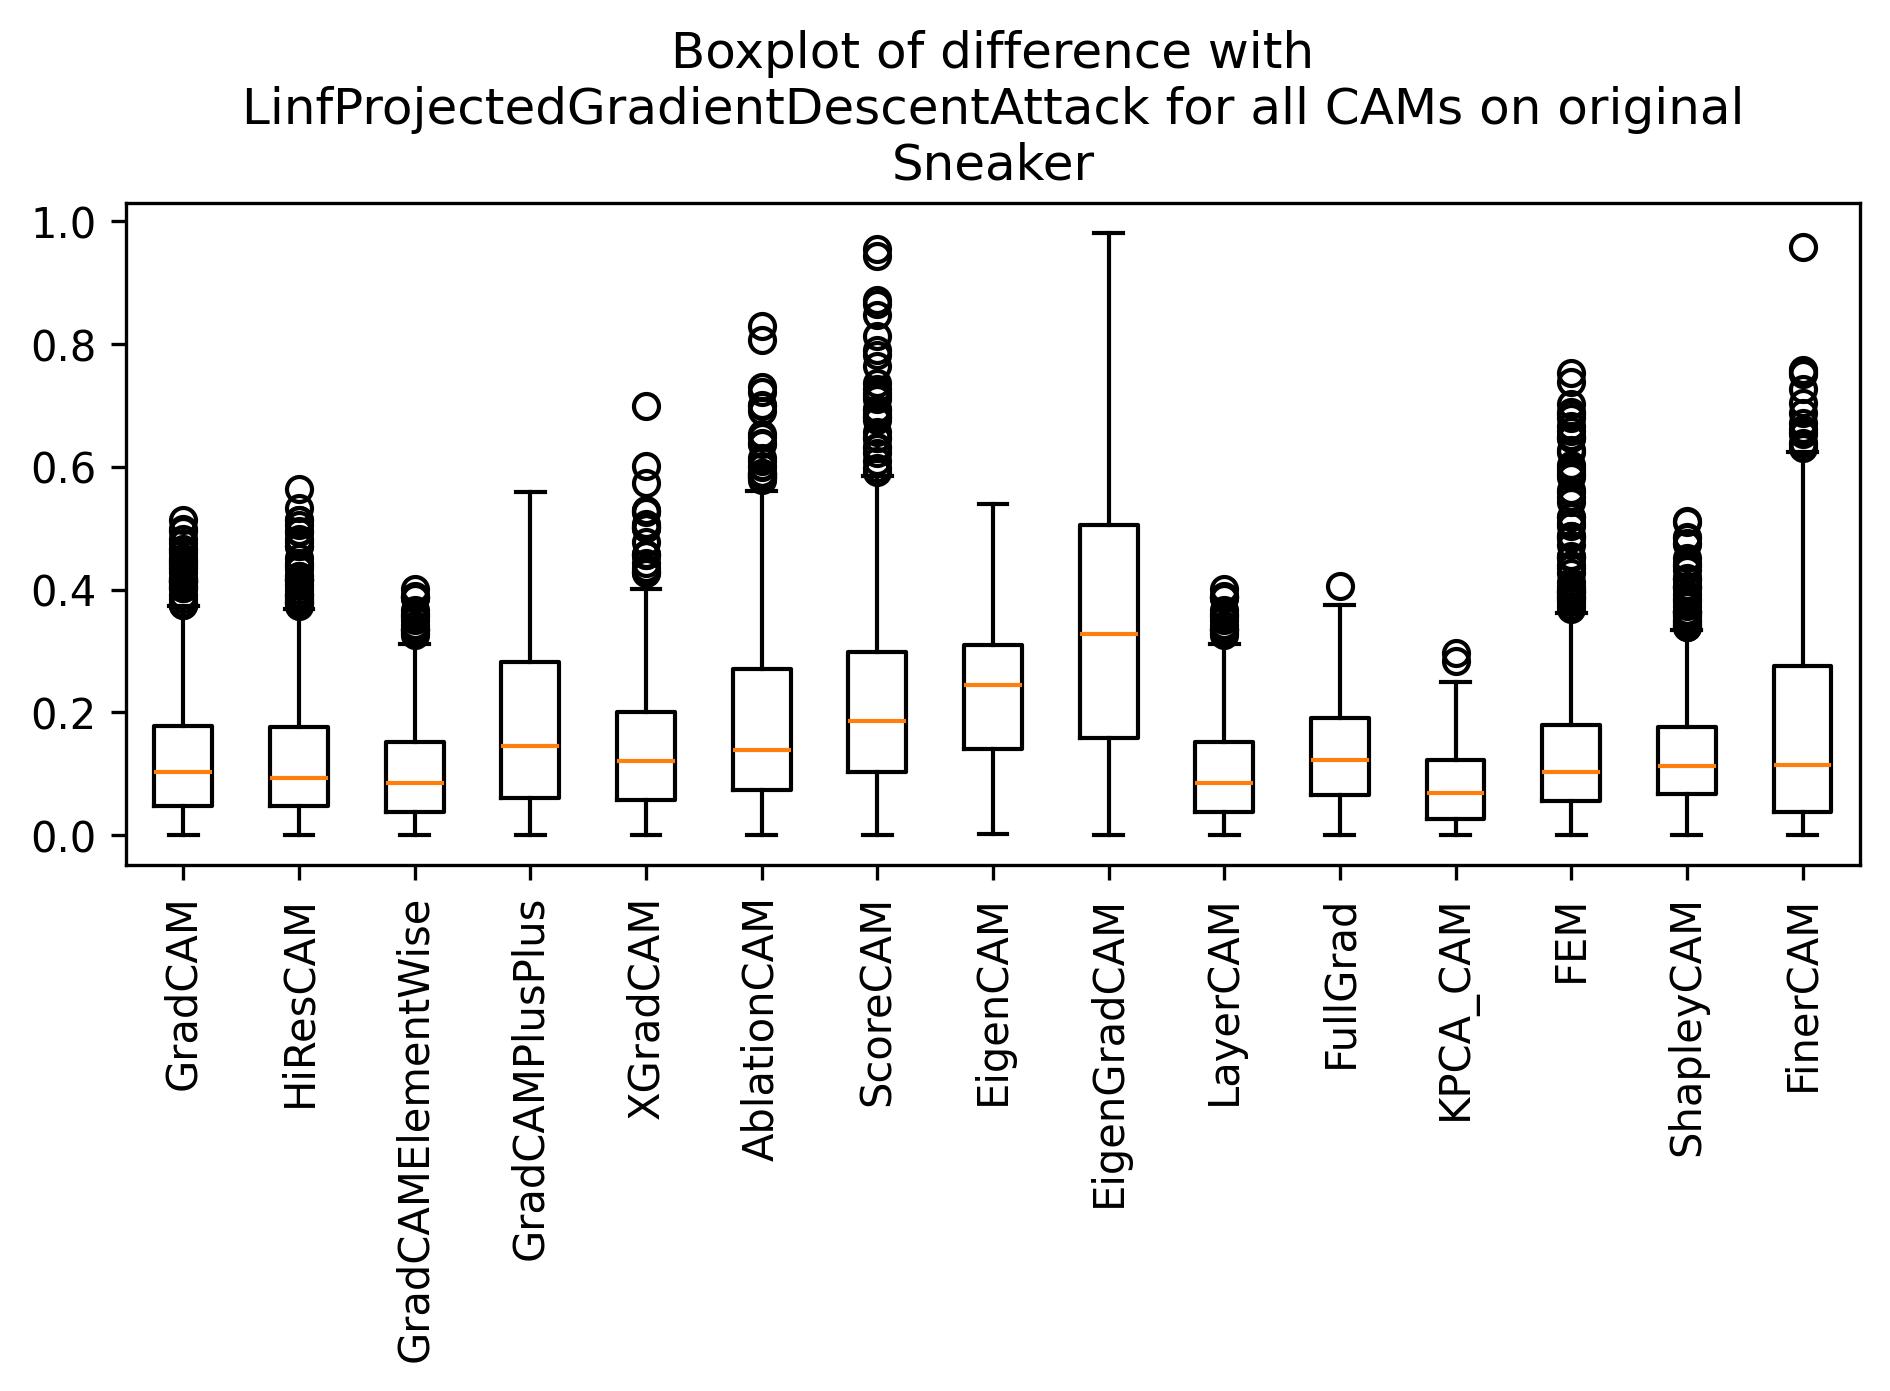 Boxplot of difference with
LinfProjectedGradientDescentAttack for all CAMs on original
Sneaker
1.0
0.8
0.6
0.4
0.2
0.0
GradCAM
HiResCAM
GradCAMElementWise
GradCAMPlusPlus
XGradCAM
AblationCAM
ScoreCAM
EigenCAM
EigenGradCAM
LayerCAM
FullGrad
KPCA_CAM
FEM
ShapleyCAM
FinerCAM